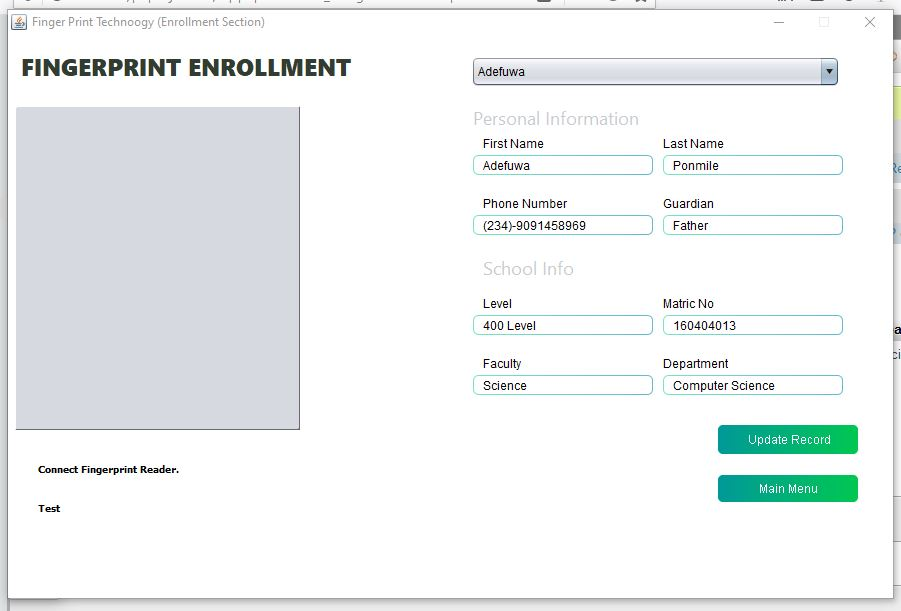 Finger Print Technoogy (Enrollment Section)
FINGERPRINT ENROLLMENT
Adefuwa
Personal Information
First Name Last Name
Adefuwa Ponmile
Phone Number Guardian
(234)-9091458969 Father
School Info
Level Matric No
400 Level 160404013
Faculty Department
Science Computer Science
Update Record
Connect Fingerprint Reader.
Main Menu
Test